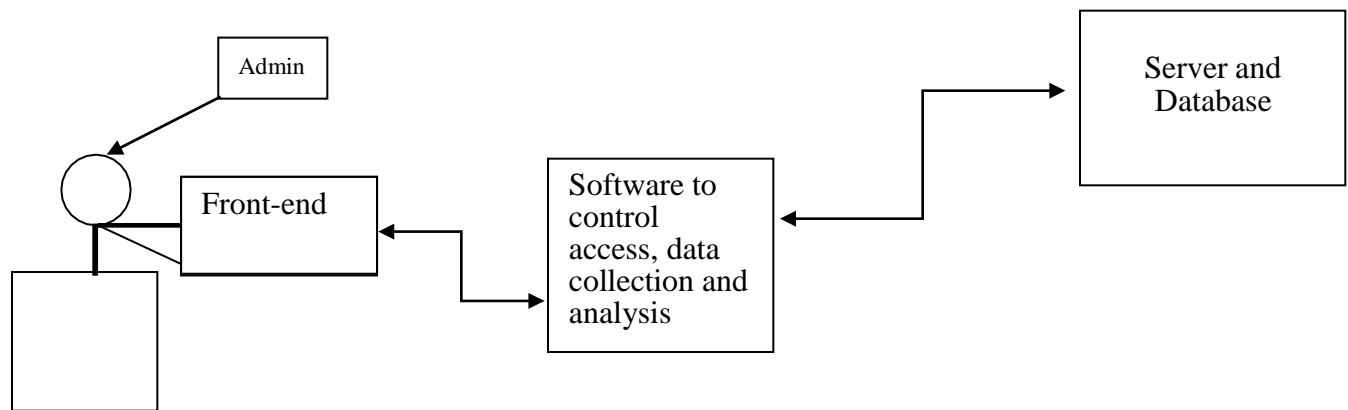 Admin
Front-end
Software to
control
access, data
collection and
analysis
Server and
Database